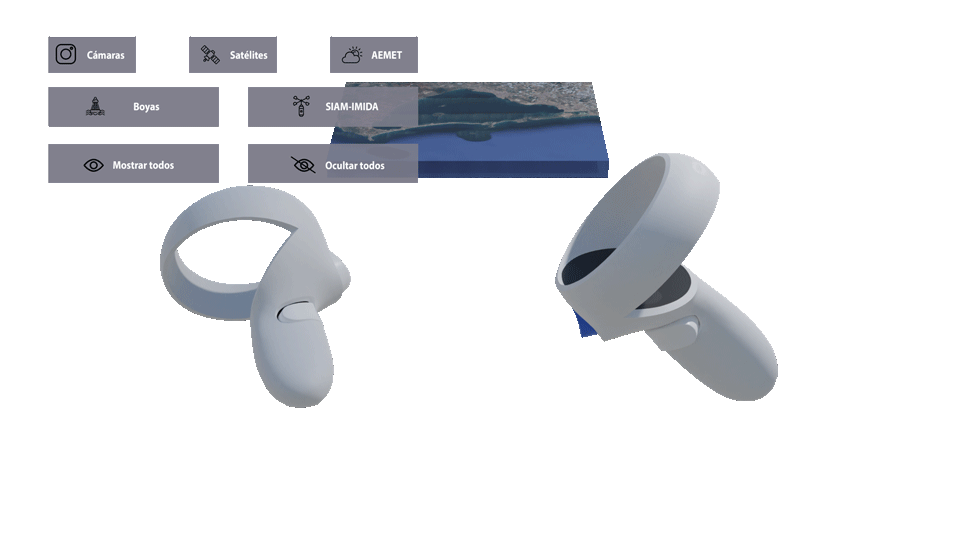 Cámaras
Satélites
AEMET
Boyas
SIAM-IMIDA
Mostrar todos
Ocultar todos